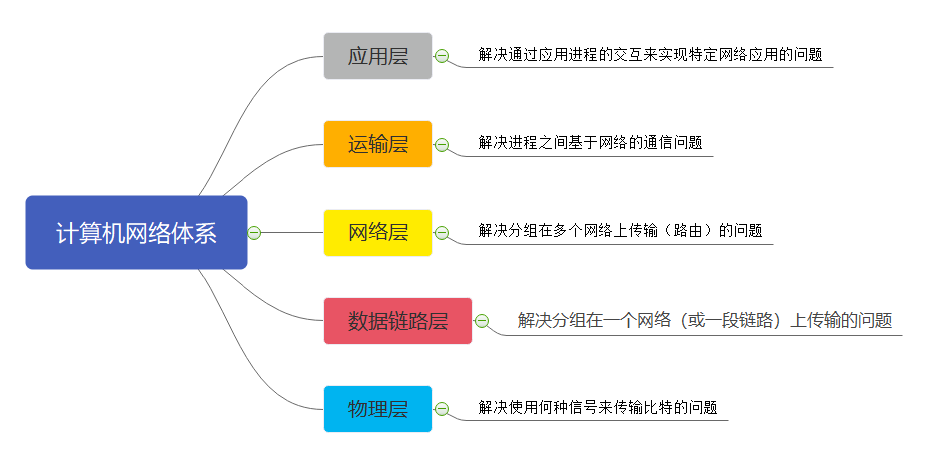 应用层
解决通过应用进程的交互来实现特定网络应用的问题
运输层
解决进程之间基于网络的通信问题
计算机网络体系
网络层
解决分组在多个网络上传输（路由）的问题
数据链路层
解决分组在一个网络（或一段链路）上传输的问题
物理层
解决使用何种信号来传输比特的问题